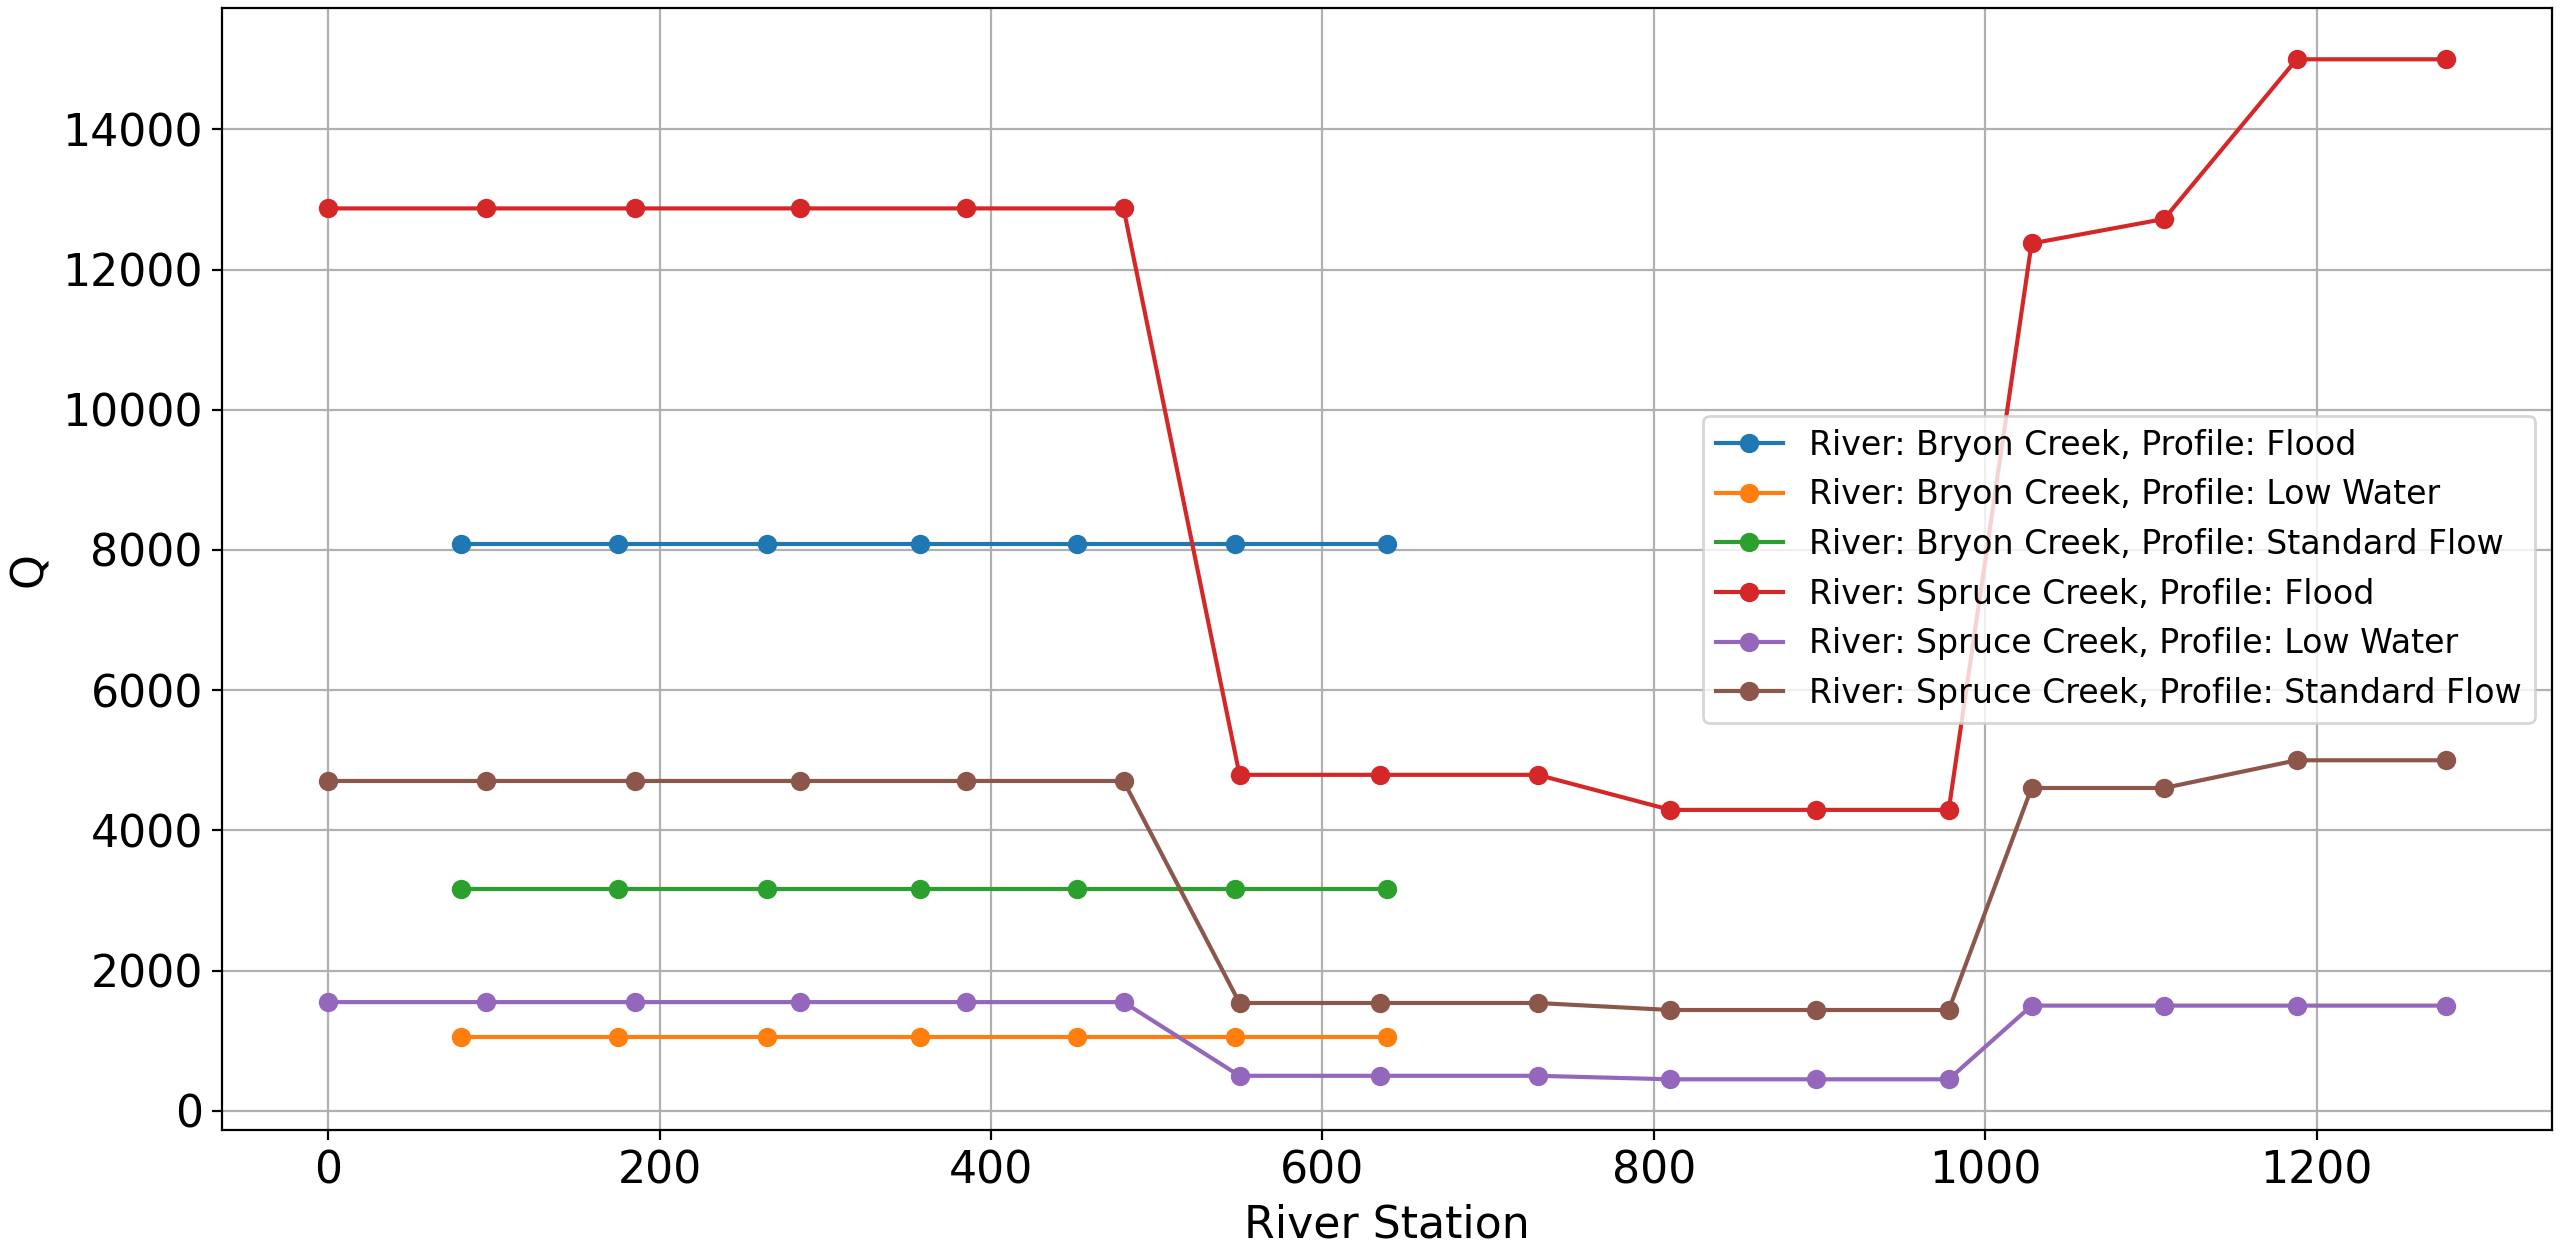 14000
12000
10000
8000
6000
4000
2000
0
Q
River: Bryon Creek, Profile: Flood
River: Bryon Creek, Profile: Low Water
River: Bryon Creek, Profile: Standard Flow
River: Spruce Creek, Profile: Flood
River: Spruce Creek, Profile: Low Water
River: Spruce Creek, Profile: Standard Flow
0 200 400 600 800 1000 1200
River Station